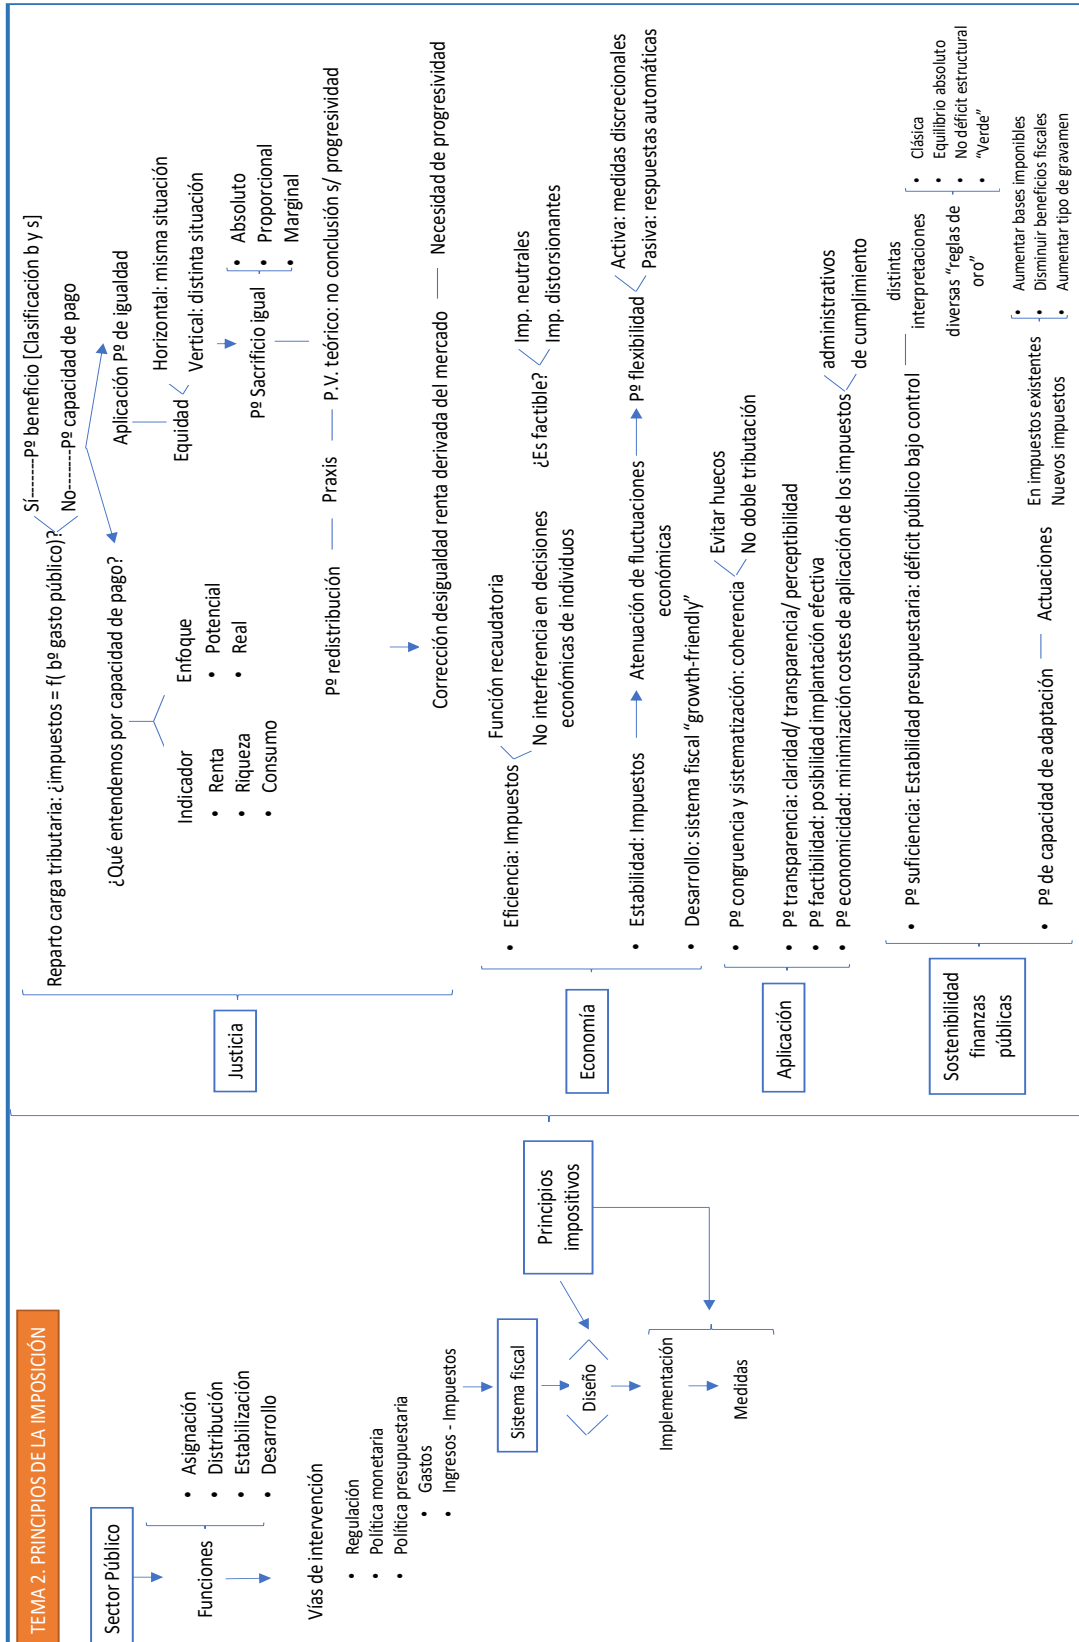 TEMA 2. PRINCIPIOS DE LA IMPOSICIÓN
Sector Público
Funciones
• Asignación
• Distribución
• Estabilización
• Desarrollo
Vías de intervención
• Regulación
• Política monetaria
• Política presupuestaria
• Gastos
• Ingresos - Impuestos
Sistema fiscal
Diseño
Implementación
Medidas
Principios
impositivos
Justicia
Reparto carga tributaria: ¿impuestos = f( bº gasto público)?
Sí-------Pº beneficio [Clasificación b y s]
No-------Pº capacidad de pago
¿Qué entendemos por capacidad de pago?
Indicador
• Renta
• Riqueza
• Consumo
Enfoque
• Potencial
• Real
Aplicación Pº de igualdad
Equidad
Horizontal: misma situación
Vertical: distinta situación
Pº Sacrificio igual
• Absoluto
• Proporcional
• Marginal
Pº redistribución
Praxis
P.V. teórico: no conclusión s/ progresividad
Corrección desigualdad renta derivada del mercado
Necesidad de progresividad
Economía
• Eficiencia: Impuestos
Función recaudatoria
No interferencia en decisiones
económicas de individuos
¿Es factible?
Imp. neutrales
Imp. distorsionantes
• Estabilidad: Impuestos
Atenuación de fluctuaciones
económicas
Pº flexibilidad
Activa: medidas discrecionales
Pasiva: respuestas automáticas
• Desarrollo: sistema fiscal “growth-friendly”
Aplicación
• Pº congruencia y sistematización: coherencia
Evitar huecos
No doble tributación
• Pº transparencia: claridad/ transparencia/ perceptibilidad
• Pº factibilidad: posibilidad implantación efectiva
• Pº economicidad: minimización costes de aplicación de los impuestos
administrativos
de cumplimiento
Sostenibilidad
finanzas
públicas
• Pº suficiencia: Estabilidad presupuestaria: déficit público bajo control
distintas
interpretaciones
diversas “reglas de
oro”
• Clásica
• Equilibrio absoluto
• No déficit estructural
• “Verde”
• Pº de capacidad de adaptación
Actuaciones
En impuestos existentes
Nuevos impuestos
• Aumentar bases imponibles
• Disminuir beneficios fiscales
• Aumentar tipo de gravamen